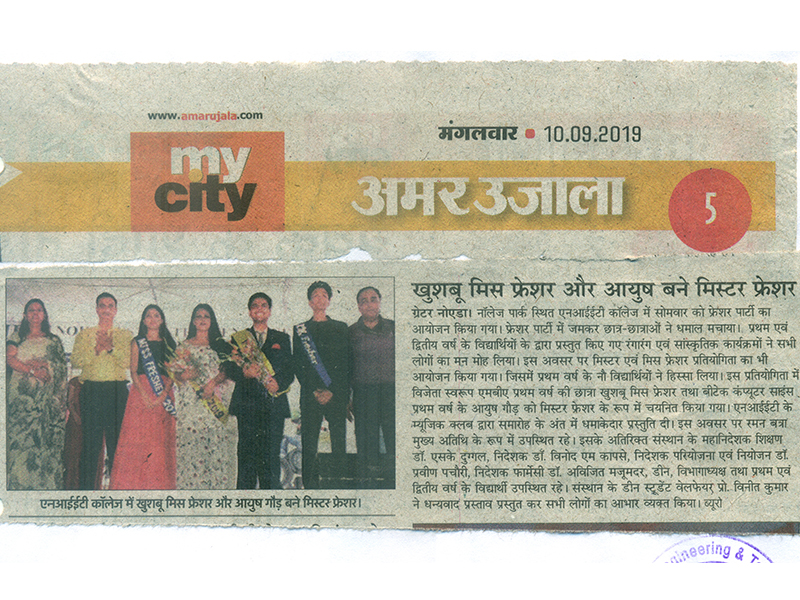 www.amarujala.com
मंगलवार ▪ 10.09.2019
my
city
अमर उजाला
5
खुशबू मिस फ्रेशर और आयुष बने मिस्टर फ्रेशर
ग्रेटर नोएडा। नॉलेज पार्क स्थित एनआईईटी कॉलेज में सोमवार को फ्रेशर पार्टी का
आयोजन किया गया। फ्रेशर पार्टी में जमकर छात्र-छात्राओं ने धमाल मचाया। प्रथम एवं
द्वितीय वर्ष के विद्यार्थियों के द्वारा प्रस्तुत किए गए रंगारंग एवं सांस्कृतिक कार्यक्रमों ने सभी
लोगों का मन मोह लिया। इस अवसर पर मिस्टर एवं मिस फ्रेशर प्रतियोगिता का भी
आयोजन किया गया। जिसमें प्रथम वर्ष के नौ विद्यार्थियों ने हिस्सा लिया। इस प्रतियोगिता में
विजेता स्वरूप एमबीए प्रथम वर्ष की छात्रा खुशबू मिस फ्रेशर तथा बीटेक कंप्यूटर साइंस
प्रथम वर्ष के आयुष गौड़ को मिस्टर फ्रेशर के रूप में चयनित किया गया। एनआईईटी के
म्यूजिक क्लब द्वारा समारोह के अंत में धमाकेदार प्रस्तुति दी। इस अवसर पर रमन बत्रा
मुख्य अतिथि के रूप में उपस्थित रहे। इसके अतिरिक्त संस्थान के महानिदेशक शिक्षण
डॉ. एसके दुग्गल, निदेशक डॉ. विनोद एम कापसे, निदेशक परियोजना एवं नियोजन डॉ.
प्रवीण पचौरी, निदेशक फार्मेसी डॉ. अविजित मजूमदर, डीन, विभागाध्यक्ष तथा प्रथम एवं
द्वितीय वर्ष के विद्यार्थी उपस्थित रहे। संस्थान के डीन स्टूडेंट वेलफेयर प्रो. विनीत कुमार
ने धन्यवाद प्रस्ताव प्रस्तुत कर सभी लोगों का आभार व्यक्त किया। ब्यूरो
MISS FRESHER 20
एनआईईटी कॉलेज में खुशबू मिस फ्रेशर और आयुष गौड़ बने मिस्टर फ्रेशर।
ineering & T